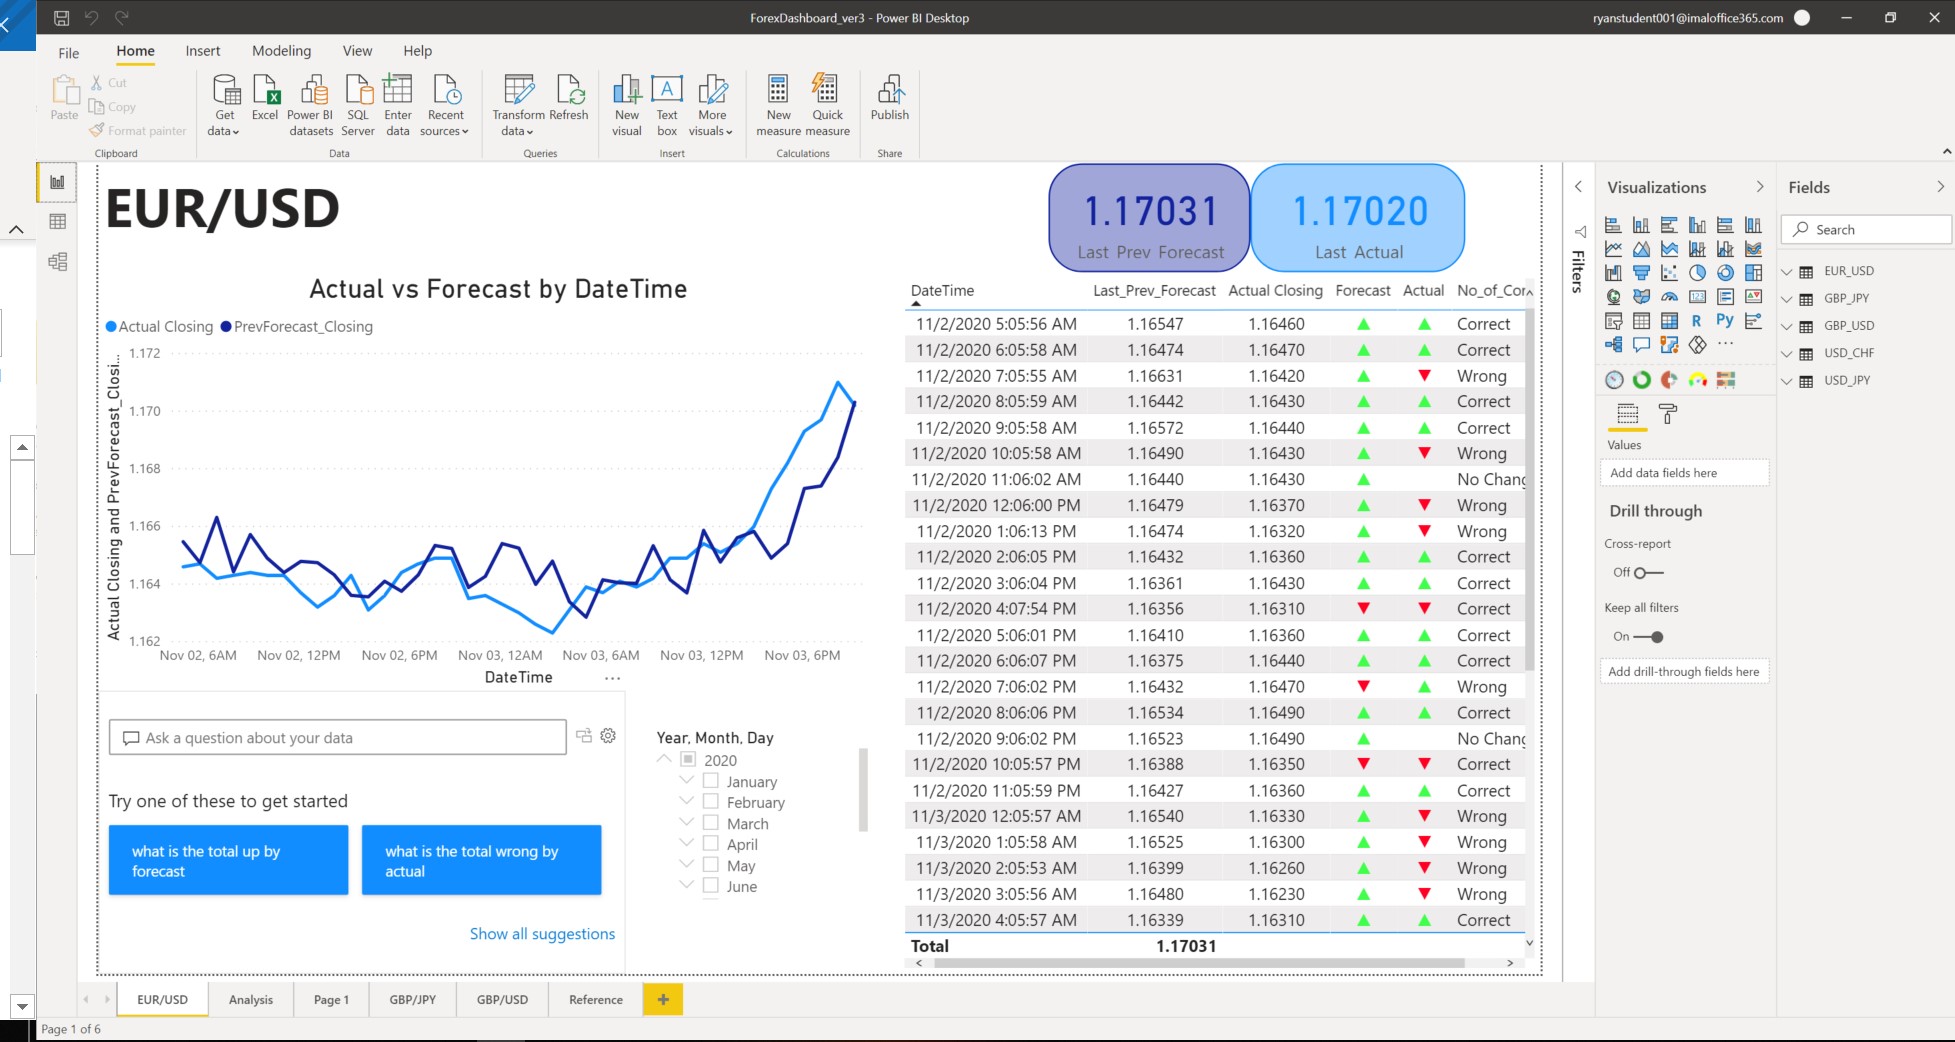 ForexDashboard_ver3 - Power BI Desktop
ryanstudent001@imaloffice365.com
File Home Insert Modeling View Help
Paste
Cut
Copy
Format painter
Clipboard
Get data
Excel
Power BI datasets
SQL Server
Enter data
Recent sources
Data
Transform data
Refresh
Queries
New visual
Text box
More visuals
Insert
New measure
Quick measure
Calculations
Publish
Share
EUR/USD
1.17031
Last Prev Forecast
1.17020
Last Actual
Actual vs Forecast by DateTime
Actual Closing PrevForecast_Closing
Actual Closing and PrevForecast_Closi...
1.172
1.170
1.168
1.166
1.164
1.162
Nov 02, 6AM Nov 02, 12PM Nov 02, 6PM Nov 03, 12AM Nov 03, 6AM Nov 03, 12PM Nov 03, 6PM
DateTime
Ask a question about your data
Try one of these to get started
what is the total up by
forecast
what is the total wrong by
actual
Show all suggestions
Year, Month, Day
2020
January
February
March
April
May
June
DateTime Last_Prev_Forecast Actual Closing Forecast Actual No_of_Cor
11/2/2020 5:05:56 AM 1.16547 1.16460 Correct
11/2/2020 6:05:58 AM 1.16474 1.16470 Correct
11/2/2020 7:05:55 AM 1.16631 1.16420 Wrong
11/2/2020 8:05:59 AM 1.16442 1.16430 Correct
11/2/2020 9:05:58 AM 1.16572 1.16440 Correct
11/2/2020 10:05:58 AM 1.16490 1.16430 Wrong
11/2/2020 11:06:02 AM 1.16440 1.16430 No Chang
11/2/2020 12:06:00 PM 1.16479 1.16370 Wrong
11/2/2020 1:06:13 PM 1.16474 1.16320 Wrong
11/2/2020 2:06:05 PM 1.16432 1.16360 Correct
11/2/2020 3:06:04 PM 1.16361 1.16430 Correct
11/2/2020 4:07:54 PM 1.16356 1.16310 Correct
11/2/2020 5:06:01 PM 1.16410 1.16360 Correct
11/2/2020 6:06:07 PM 1.16375 1.16440 Correct
11/2/2020 7:06:02 PM 1.16432 1.16470 Wrong
11/2/2020 8:06:06 PM 1.16534 1.16490 Correct
11/2/2020 9:06:02 PM 1.16523 1.16490 No Chang
11/2/2020 10:05:57 PM 1.16388 1.16350 Correct
11/2/2020 11:05:59 PM 1.16427 1.16360 Correct
11/3/2020 12:05:57 AM 1.16540 1.16330 Wrong
11/3/2020 1:05:58 AM 1.16525 1.16300 Wrong
11/3/2020 2:05:53 AM 1.16399 1.16260 Wrong
11/3/2020 3:05:56 AM 1.16480 1.16230 Wrong
11/3/2020 4:05:57 AM 1.16339 1.16310 Correct
Total 1.17031
Filters
Visualizations
R Py
Values
Add data fields here
Drill through
Cross-report
Off
Keep all filters
On
Add drill-through fields here
Fields
Search
EUR_USD
GBP_JPY
GBP_USD
USD_CHF
USD_JPY
EUR/USD Analysis Page 1 GBP/JPY GBP/USD Reference
Page 1 of 6